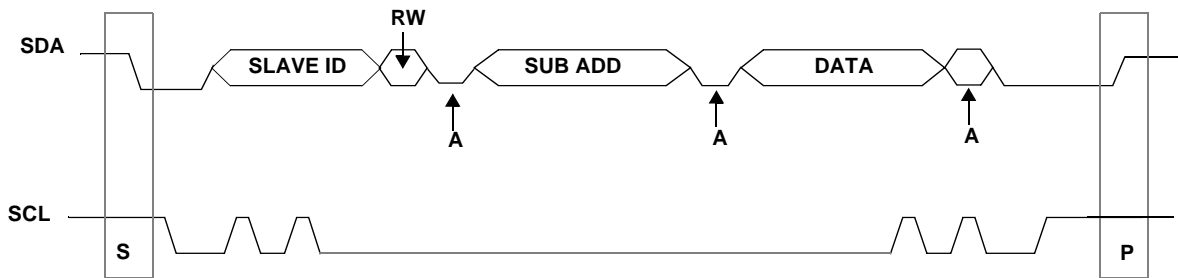 RW
SDA
SLAVE ID
SUB ADD
DATA
A
A
A
SCL
S
P